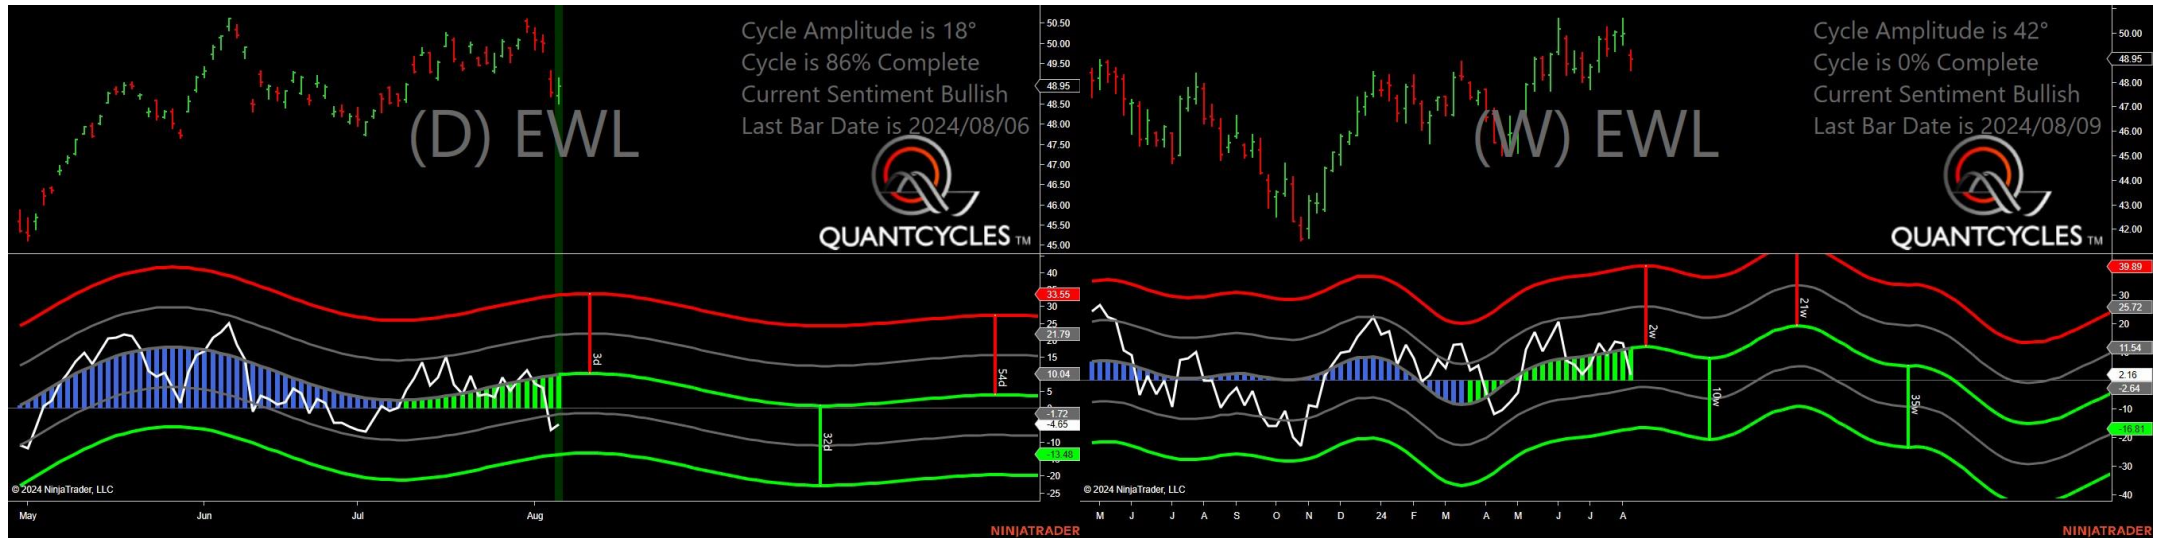 Cycle Amplitude is 18°
Cycle is 86% Complete
Current Sentiment Bullish
Last Bar Date is 2024/08/06
(D) EWL
QUANTCYCLES TM
50.50
50.00
49.50
48.95
48.50
48.00
47.50
47.00
46.50
46.00
45.50
45.00
40
33.55
30
25
21.79
15
10.04
5
-1.72
-4.65
-10
-13.48
-20
-25
3d
32d
54d
© 2024 NinjaTrader, LLC
May Jun Jul Aug
NINJATRADER
Cycle Amplitude is 42°
Cycle is 0% Complete
Current Sentiment Bullish
Last Bar Date is 2024/08/09
(W) EWL
QUANTCYCLES TM
50.00
48.95
48.00
47.00
46.00
45.00
44.00
43.00
42.00
39.89
30
25.72
20
11.54
2.16
-2.64
-10
-16.81
-20
-30
-40
2w
10w
21w
35w
© 2024 NinjaTrader, LLC
M J J A S O N D 24 F M A M J J A
NINJATRADER